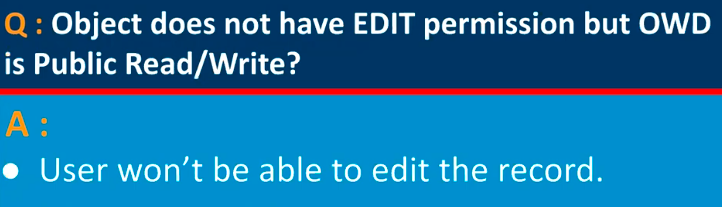 Q : Object does not have EDIT permission but OWD
is Public Read/Write?
A :
● User won’t be able to edit the record.